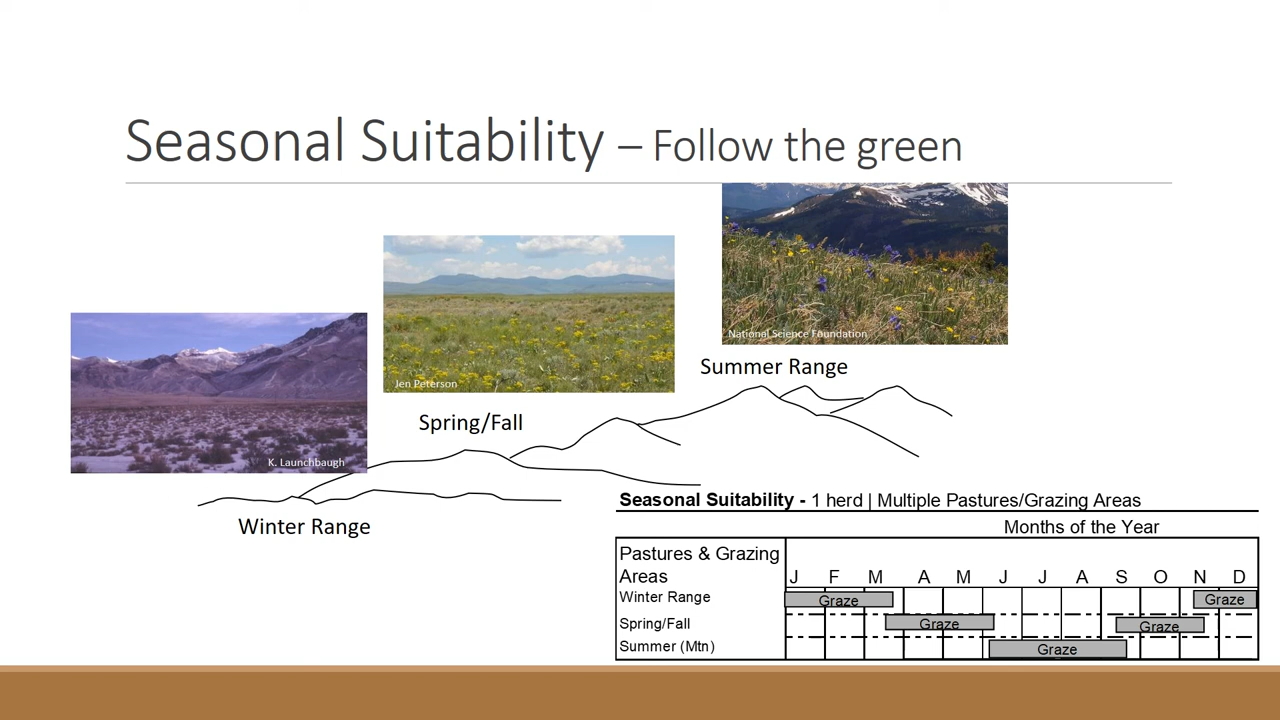 Seasonal Suitability – Follow the green
National Science Foundation
Summer Range
Jen Peterson
Spring/Fall
K. Launchbaugh
Winter Range
Seasonal Suitability - 1 herd | Multiple Pastures/Grazing Areas
Months of the Year
Pastures & Grazing
Areas J F M A M J J A S O N D
Winter Range Graze Graze
Spring/Fall Graze Graze
Summer (Mtn) Graze